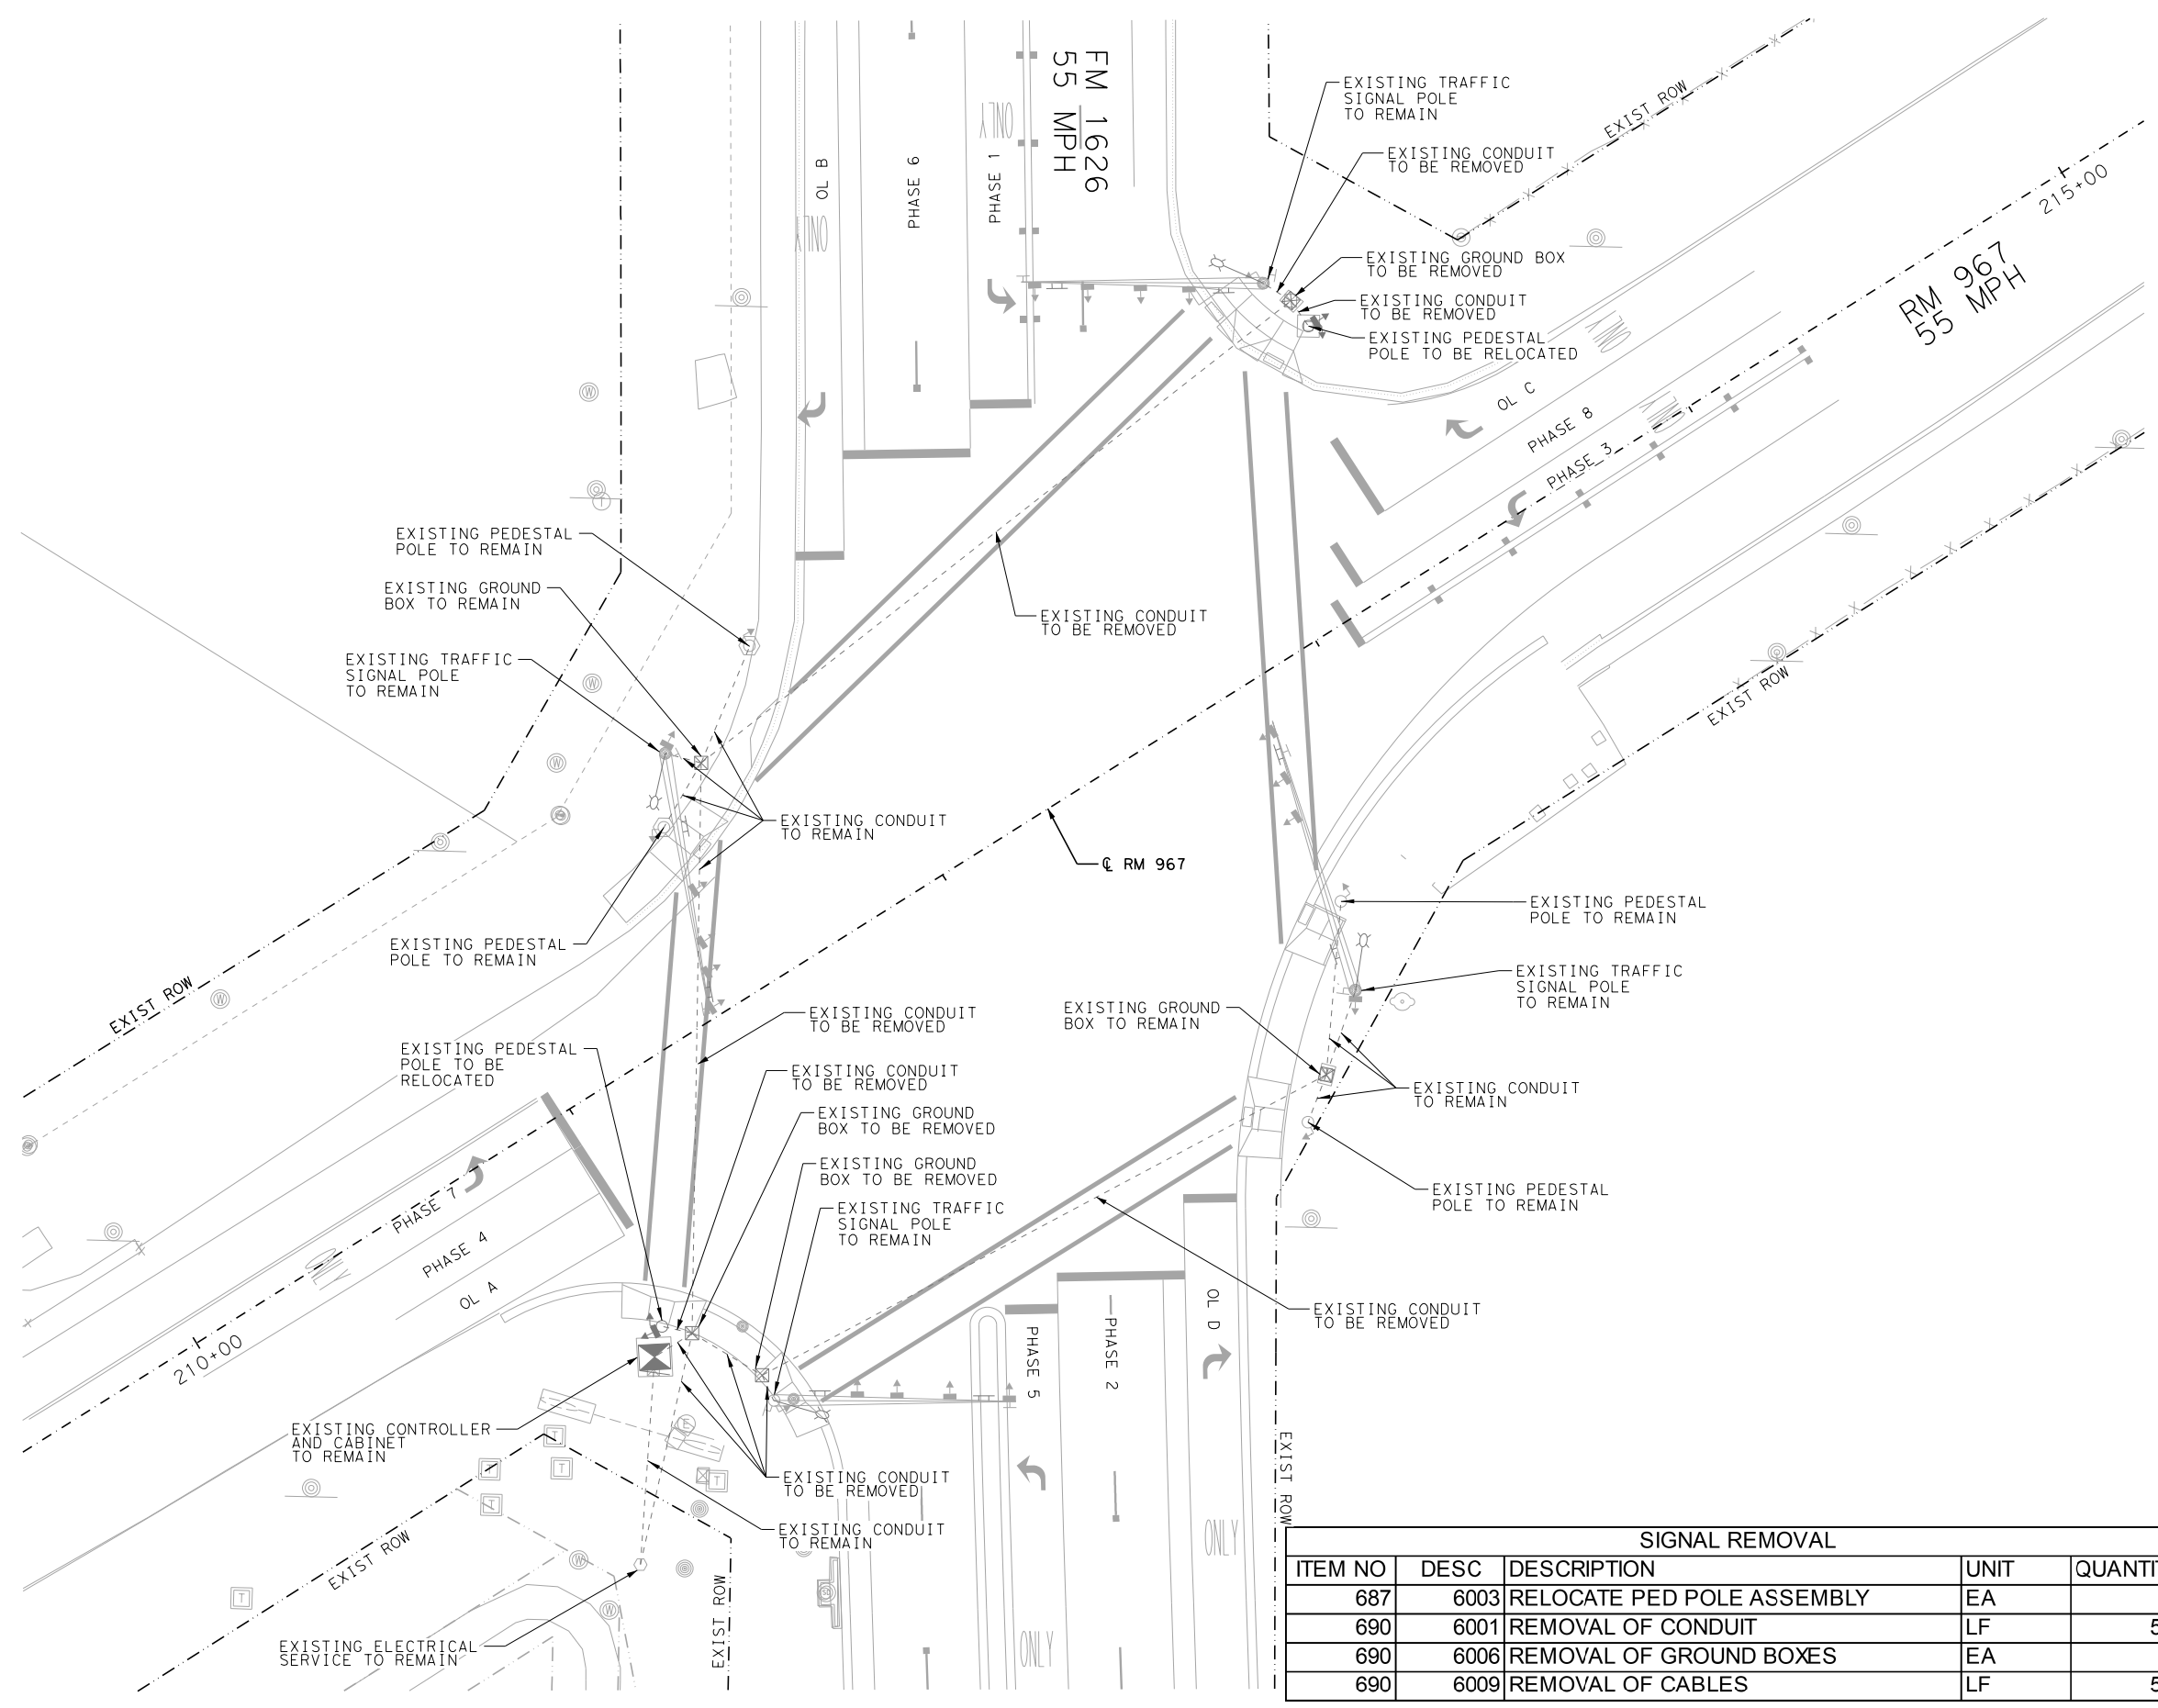 FM 1626
55 MPH
ONLY
OL B
PHASE 6
PHASE 1
ONLY
EXISTING TRAFFIC
SIGNAL POLE
TO REMAIN
EXISTING CONDUIT
TO BE REMOVED
EXIST ROW
215+00
RM 967
55 MPH
EXISTING GROUND BOX
TO BE REMOVED
EXISTING CONDUIT
TO BE REMOVED
EXISTING PEDESTAL
POLE TO BE RELOCATED
OL C
PHASE 8
PHASE 3
W
EXISTING PEDESTAL
POLE TO REMAIN
T
EXISTING GROUND
BOX TO REMAIN
EXISTING CONDUIT
TO BE REMOVED
EXISTING TRAFFIC
SIGNAL POLE
TO REMAIN
W
EXIST ROW
W
EXISTING CONDUIT
TO REMAIN
℄ RM 967
EXISTING PEDESTAL
POLE TO REMAIN
EXISTING PEDESTAL
POLE TO REMAIN
EXIST ROW
W
EXISTING TRAFFIC
SIGNAL POLE
TO REMAIN
EXISTING GROUND
BOX TO REMAIN
EXISTING CONDUIT
TO BE REMOVED
EXISTING PEDESTAL
POLE TO BE
RELOCATED
EXISTING CONDUIT
TO BE REMOVED
EXISTING CONDUIT
TO REMAIN
EXISTING GROUND
BOX TO BE REMOVED
EXISTING GROUND
BOX TO BE REMOVED
EXISTING PEDESTAL
POLE TO REMAIN
EXISTING TRAFFIC
SIGNAL POLE
TO REMAIN
PHASE 7
PHASE 4
OL A
210+00
OL D
PHASE 5
PHASE 2
EXISTING CONDUIT
TO BE REMOVED
EXISTING CONTROLLER
AND CABINET
TO REMAIN
E
T
T
T
T
T
T
EXISTING CONDUIT
TO BE REMOVED
EXISTING CONDUIT
TO REMAIN
EXIST ROW
EXIST ROW
EXIST ROW
W
W
ONLY
ONLY
EXISTING ELECTRICAL
SERVICE TO REMAIN
SIGNAL REMOVAL
ITEM NO DESC DESCRIPTION UNIT
687 6003 RELOCATE PED POLE ASSEMBLY EA
690 6001 REMOVAL OF CONDUIT LF
690 6006 REMOVAL OF GROUND BOXES EA
690 6009 REMOVAL OF CABLES LF